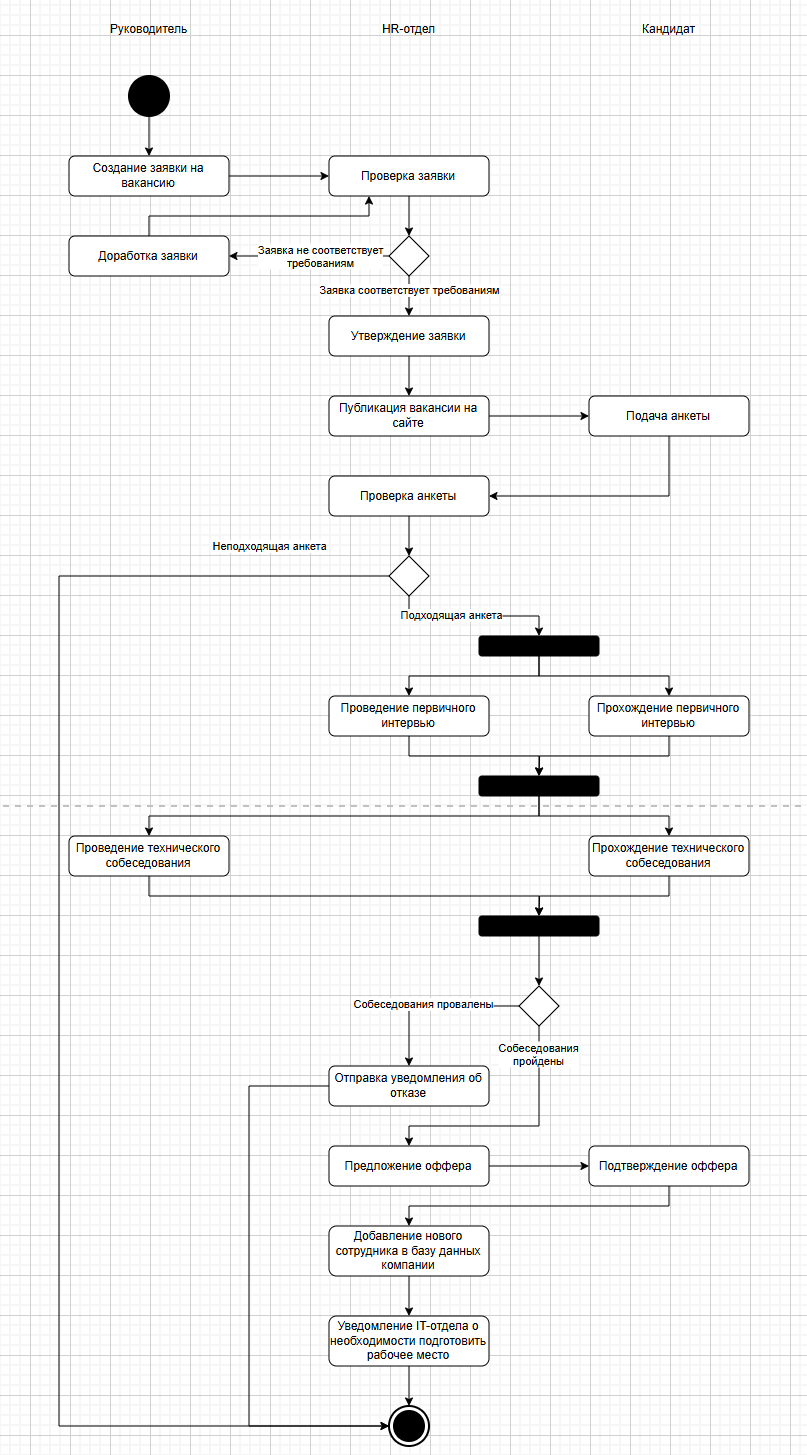 Руководитель
HR-отдел
Кандидат
Создание заявки на
вакансию
Проверка заявки
Доработка заявки
Заявка не соответствует
требованиям
Заявка соответствует требованиям
Утверждение заявки
Публикация вакансии на
сайте
Подача анкеты
Проверка анкеты
Неподходящая анкета
Подходящая анкета
Проведение первичного
интервью
Прохождение первичного
интервью
Проведение технического
собеседования
Прохождение технического
собеседования
Собеседования провалены
Собеседования
пройдены
Отправка уведомления об
отказе
Предложение оффера
Подтверждение оффера
Добавление нового
сотрудника в базу данных
компании
Уведомление IT-отдела о
необходимости подготовить
рабочее место